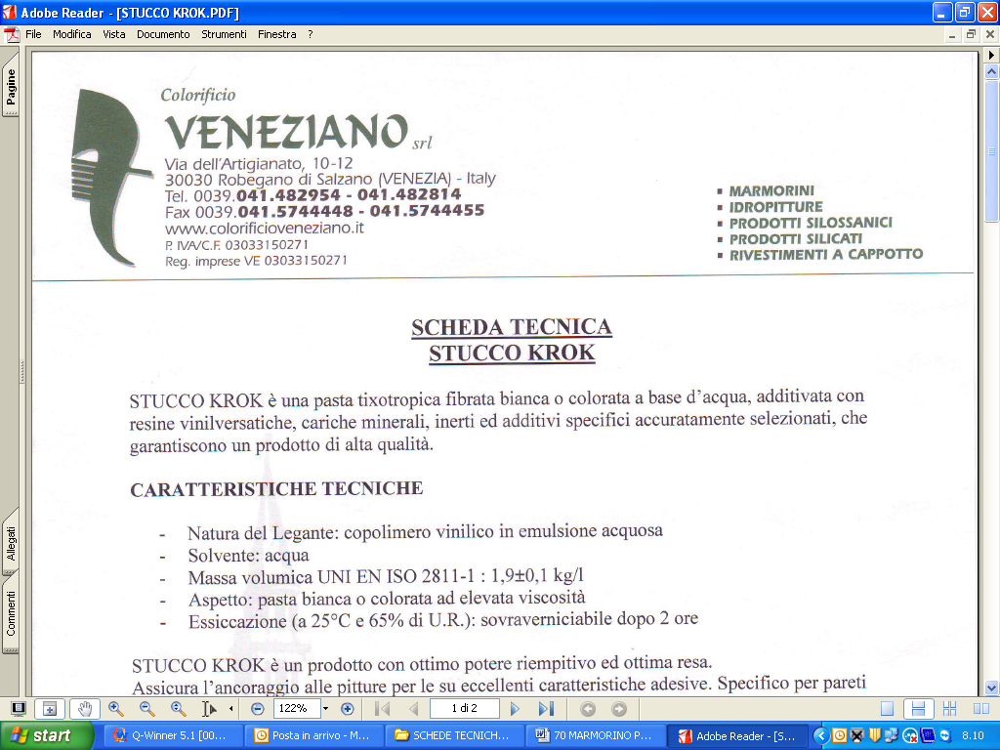 Adobe Reader - [STUCCO KROK.PDF]
File Modifica Vista Documento Strumenti Finestra ?
Pagine
Allegati
Commenti
Colorificio
VENEZIANO srl
Via dell'Artigianato, 10-12
30030 Robegano di Salzano (VENEZIA) - Italy
Tel. 0039.041.482954 - 041.482814
Fax 0039.041.5744448 - 041.5744455
www.colorificioveneziano.it
P. IVA/C.F. 03033150271
Reg. imprese VE 03033150271
▪ MARMORINI
▪ IDROPITTURE
▪ PRODOTTI SILOSSANICI
▪ PRODOTTI SILICATI
▪ RIVESTIMENTI A CAPPOTTO
SCHEDA TECNICA
STUCCO KROK
STUCCO KROK è una pasta tixotropica fibrata bianca o colorata a base d'acqua, additivata con
resine vinilversatiche, cariche minerali, inerti ed additivi specifici accuratamente selezionati, che
garantiscono un prodotto di alta qualità.
CARATTERISTICHE TECNICHE
- Natura del Legante: copolimero vinilico in emulsione acquosa
- Solvente: acqua
- Massa volumica UNI EN ISO 2811-1 : 1,9±0,1 kg/l
- Aspetto: pasta bianca o colorata ad elevata viscosità
- Essiccazione (a 25°C e 65% di U.R.): sovraverniciabile dopo 2 ore
STUCCO KROK è un prodotto con ottimo potere riempitivo ed ottima resa.
Assicura l'ancoraggio alle pitture per le su eccellenti caratteristiche adesive. Specifico per pareti
122%
1 di 2
start
Q-Winner 5.1 [00...
Posta in arrivo - M...
SCHEDE TECNICH...
70 MARMORINO P...
Adobe Reader - [S...
8.10